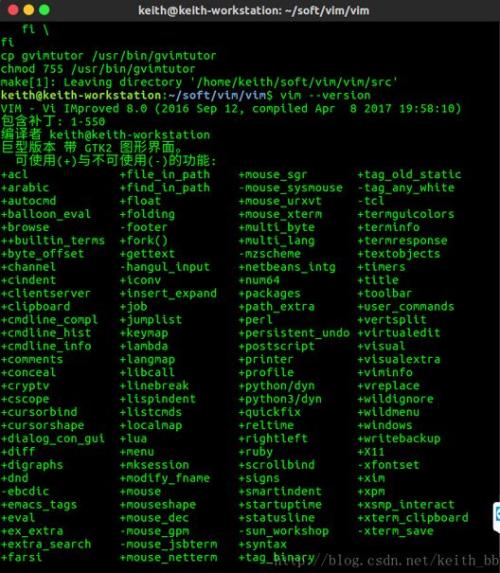 keith@keith-workstation: ~/soft/vim/vim
fi \
fi
cp gvimtutor /usr/bin/gvimtutor
chmod 755 /usr/bin/gvimtutor
make[1]: Leaving directory '/home/keith/soft/vim/vim/src'
keith@keith-workstation:~/soft/vim/vim$ vim --version
VIM - Vi IMproved 8.0 (2016 Sep 12, compiled Apr  8 2017 19:58:10)
包含补丁: 1-550
编译者 keith@keith-workstation
巨型版本 带 GTK2 图形界面。
  可使用(+)与不可使用(-)的功能:
+acl +file_in_path +mouse_sgr +tag_old_static
+arabic +find_in_path -mouse_sysmouse -tag_any_white
+autocmd +float +mouse_urxvt -tcl
+balloon_eval +folding +mouse_xterm +termguicolors
+browse -footer +multi_byte +terminfo
++builtin_terms +fork() +multi_lang +termresponse
+byte_offset +gettext -mzscheme +textobjects
+channel -hangul_input +netbeans_intg +timers
+cindent +iconv +num64 +title
+clientserver +insert_expand +packages +toolbar
+clipboard +job +path_extra +user_commands
+cmdline_compl +jumplist +perl +vertsplit
+cmdline_hist +keymap +persistent_undo +virtualedit
+cmdline_info +lambda +postscript +visual
+comments +langmap +printer +visualextra
+conceal +libcall +profile +viminfo
+cryptv +linebreak +python/dyn +vreplace
+cscope +lispindent +python3/dyn +wildignore
+cursorbind +listcmds +quickfix +wildmenu
+cursorshape +localmap +reltime +windows
+dialog_con_gui +lua +rightleft +writebackup
+diff +menu +ruby +X11
+digraphs +mksession +scrollbind -xfontset
+dnd +modify_fname +signs +xim
-ebcdic +mouse +smartindent +xpm
+emacs_tags +mouseshape +startuptime +xsmp_interact
+eval +mouse_dec +statusline +xterm_clipboard
+ex_extra -mouse_gpm -sun_workshop -xterm_save
+extra_search -mouse_jsbterm +syntax
+farsi +mouse_netterm +tag_binary
http://blog.csdn.net/keith_bb